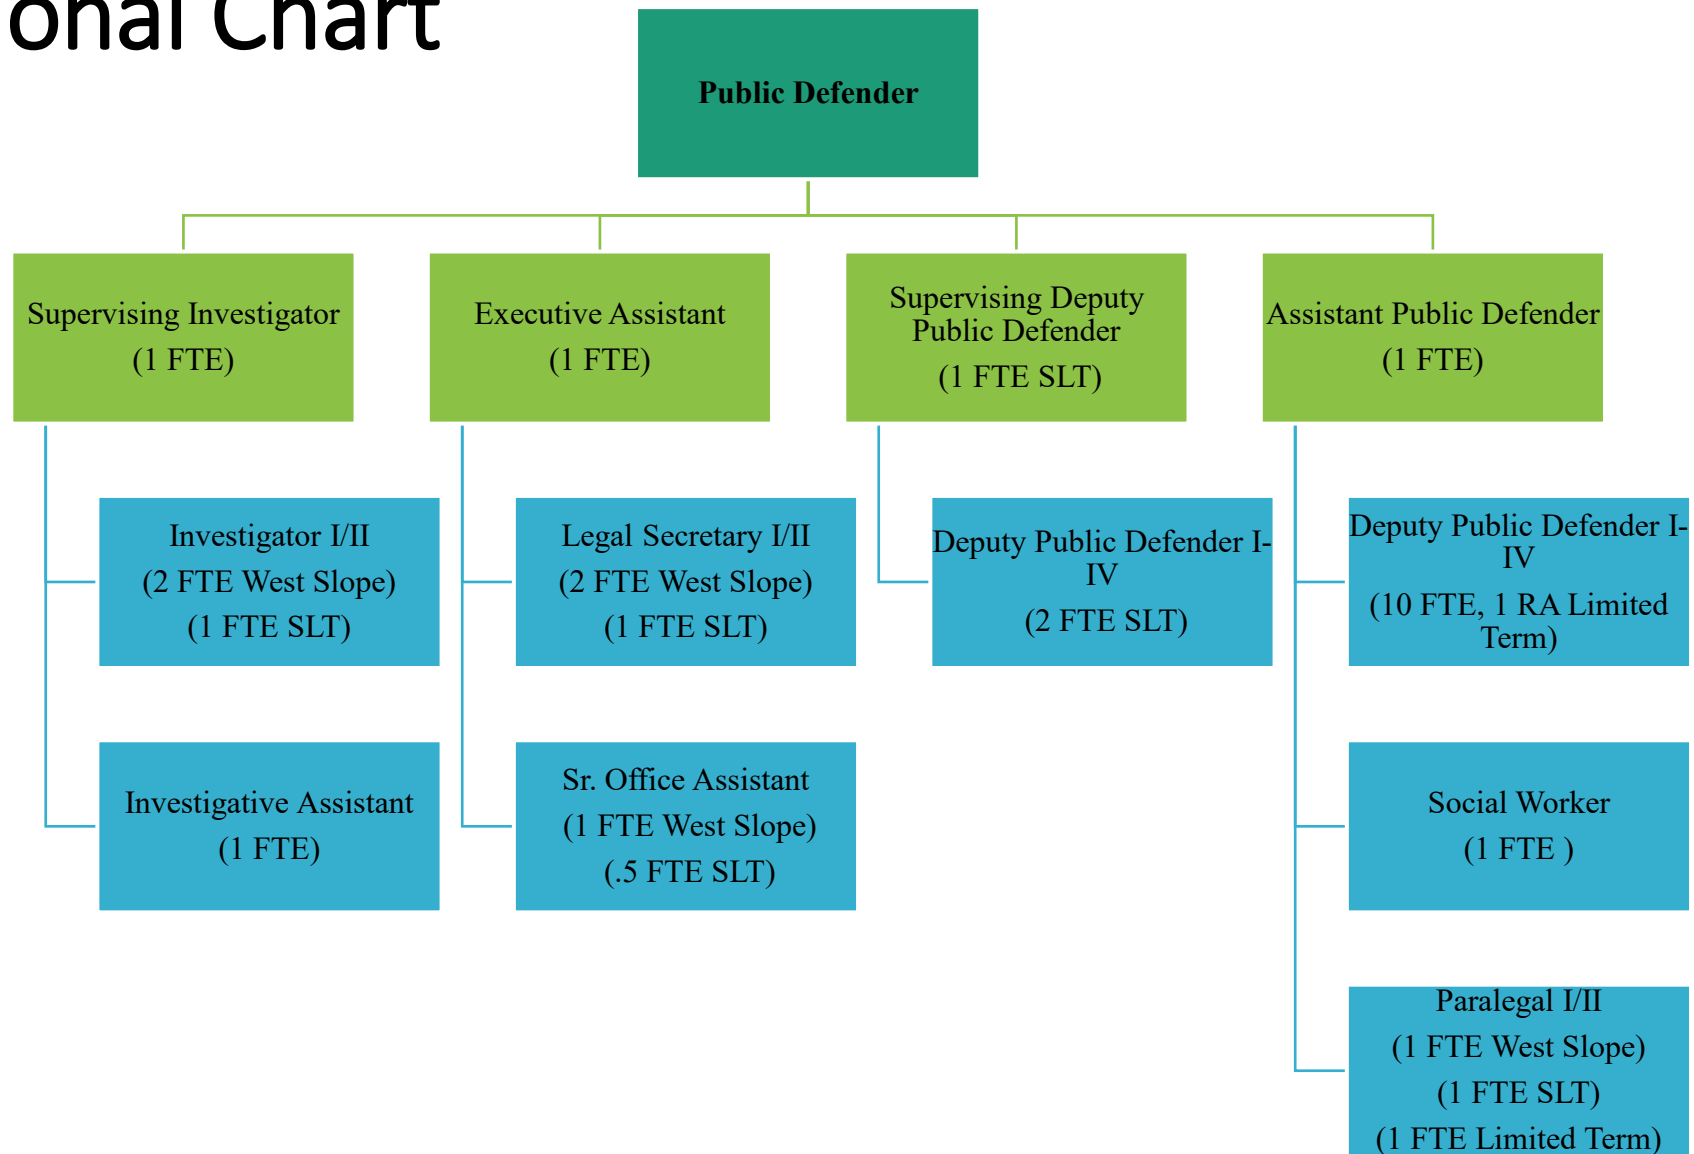 onal Chart
Public Defender
Supervising Investigator
(1 FTE)
Executive Assistant
(1 FTE)
Supervising Deputy
Public Defender
(1 FTE SLT)
Assistant Public Defender
(1 FTE)
Investigator I/II
(2 FTE West Slope)
(1 FTE SLT)
Legal Secretary I/II
(2 FTE West Slope)
(1 FTE SLT)
Deputy Public Defender I-
IV
(2 FTE SLT)
Deputy Public Defender I-
IV
(10 FTE, 1 RA Limited
Term)
Investigative Assistant
(1 FTE)
Sr. Office Assistant
(1 FTE West Slope)
(.5 FTE SLT)
Social Worker
(1 FTE )
Paralegal I/II
(1 FTE West Slope)
(1 FTE SLT)
(1 FTE Limited Term)